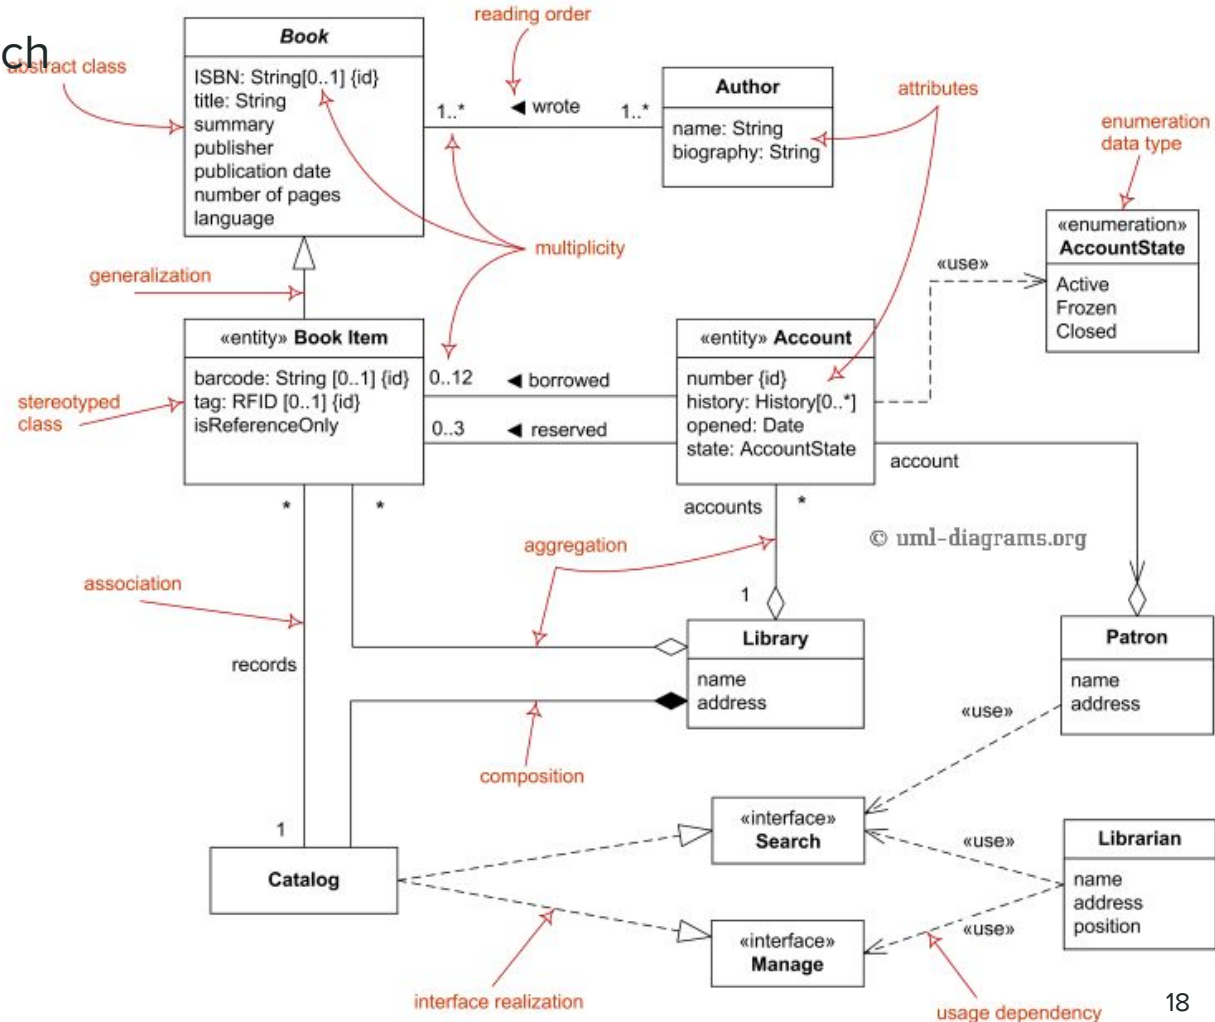 ch
reading order
Book
abstract class
ISBN: String[0..1] {id}
title: String
summary
publisher
publication date
number of pages
language
1..*
◄ wrote
1..*
Author
name: String
biography: String
attributes
enumeration
data type
«enumeration»
AccountState
Active
Frozen
Closed
multiplicity
generalization
«use»
«entity» Book Item
barcode: String [0..1] {id}
tag: RFID [0..1] {id}
isReferenceOnly
stereotyped
class
0..12
◄ borrowed
0..3
◄ reserved
«entity» Account
number {id}
history: History[0..*]
opened: Date
state: AccountState
account
*
*
accounts
*
© uml-diagrams.org
aggregation
association
1
records
Library
name
address
Patron
name
address
composition
«use»
1
Catalog
«interface»
Search
«use»
Librarian
name
address
position
«use»
«interface»
Manage
interface realization
usage dependency
18